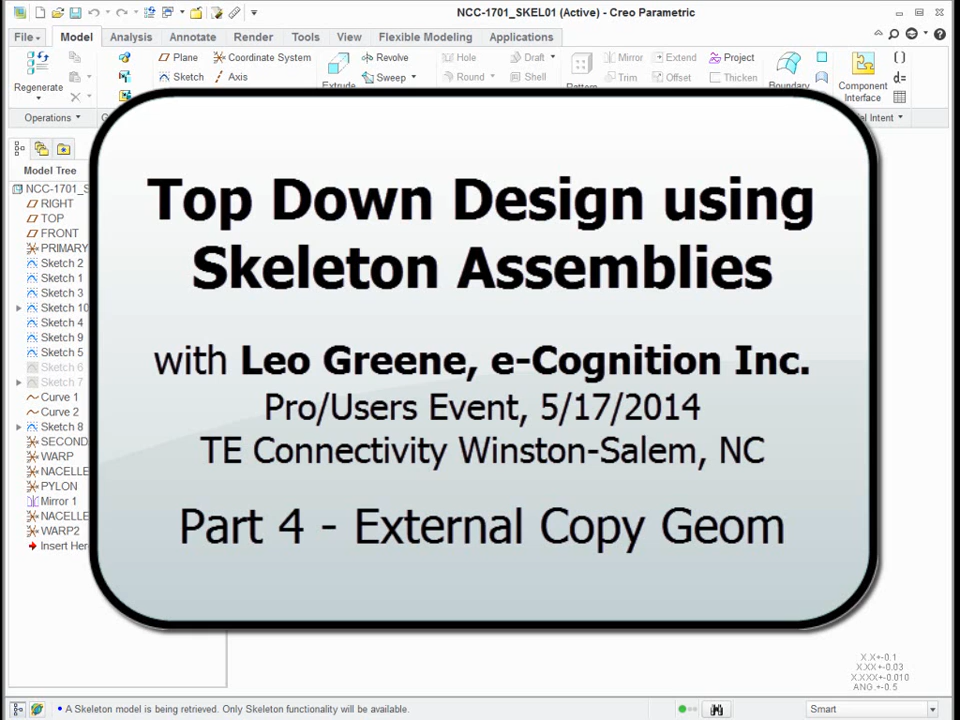 NCC-1701_SKEL01 (Active) - Creo Parametric
File Model Analysis Annotate Render Tools View Flexible Modeling Applications
Plane Coordinate System Revolve Hole Draft Mirror Extend Project
Regenerate Sketch Axis Extrude Sweep Round Shell Pattern Trim Offset Thicken Boundary Component Interface
Operations Intent
Model Tree
NCC-1701_S
RIGHT
TOP
FRONT
PRIMARY
Sketch 2
Sketch 1
Sketch 3
Sketch 10
Sketch 4
Sketch 9
Sketch 5
Sketch 6
Sketch 7
Curve 1
Curve 2
Sketch 8
SECOND
WARP
NACELLE
PYLON
Mirror 1
NACELLE
WARP2
Insert Her
Top Down Design using
Skeleton Assemblies
with Leo Greene, e-Cognition Inc.
Pro/Users Event, 5/17/2014
TE Connectivity Winston-Salem, NC
Part 4 - External Copy Geom
X.X+-0.1
X.XX+-0.03
X.XXX+-0.010
ANG.+-0.5
A Skeleton model is being retrieved. Only Skeleton functionality will be available.
Smart